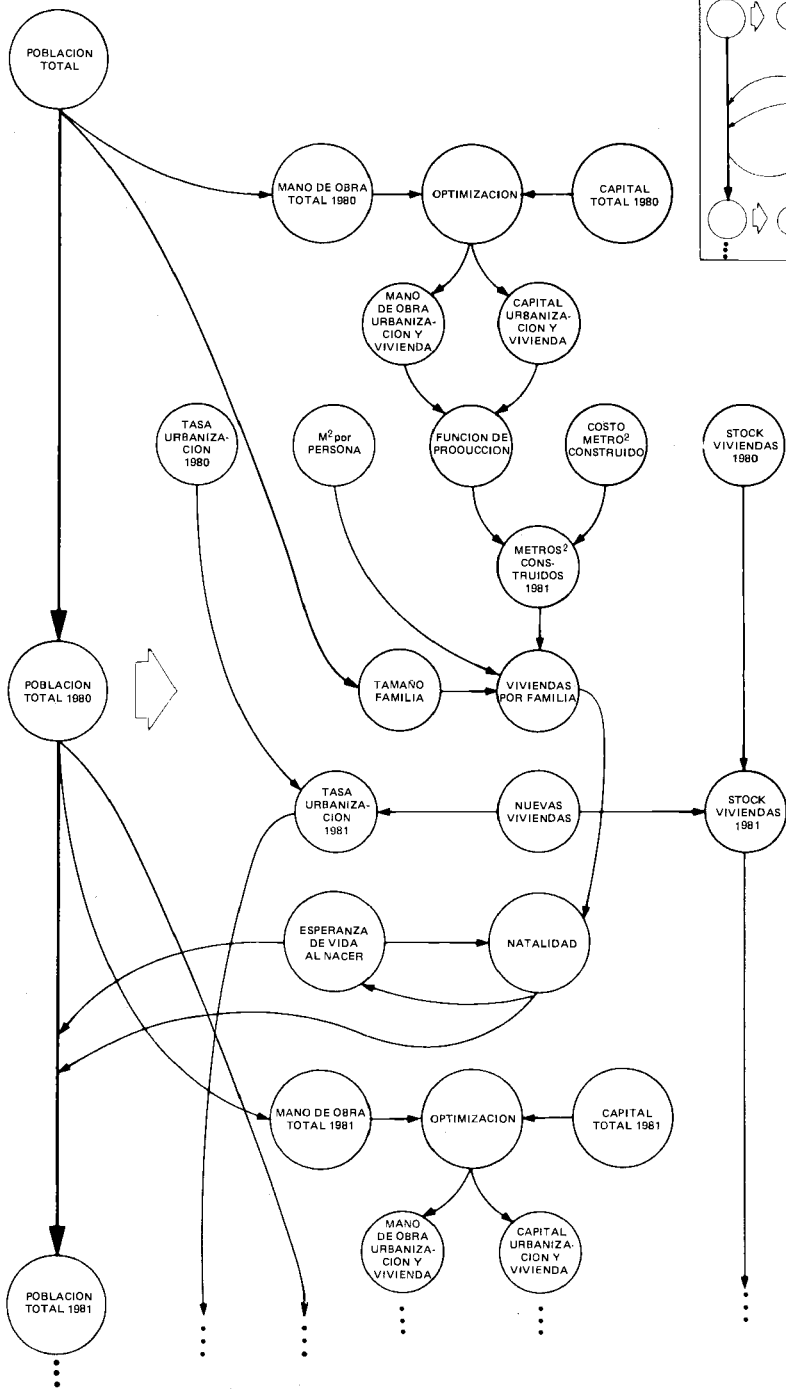 POBLACION
TOTAL
MANO DE OBRA
TOTAL 1980
OPTIMIZACION
CAPITAL
TOTAL 1980
MANO
DE OBRA
URBANIZA-
CION Y
VIVIENDA
CAPITAL
URBANIZA-
CION Y
VIVIENDA
TASA
URBANIZA-
CION
1980
M² por
PERSONA
FUNCION DE
PRODUCCION
COSTO
METRO²
CONSTRUIDO
STOCK
VIVIENDAS
1980
METROS²
CONS-
TRUIDOS
1981
POBLACIÓN
TOTAL 1980
TAMAÑO
FAMILIA
VIVIENDAS
POR FAMILIA
TASA
URBANIZA-
CION
1981
NUEVAS
VIVIENDAS
STOCK
VIVIENDAS
1981
ESPERANZA
DE VIDA
AL NACER
NATALIDAD
MANO DE OBRA
TOTAL 1981
OPTIMIZACION
CAPITAL
TOTAL 1981
MANO
DE OBRA
URBANIZA-
CION Y
VIVIENDA
CAPITAL
URBANIZA-
CION Y
VIVIENDA
POBLACIÓN
TOTAL 1981